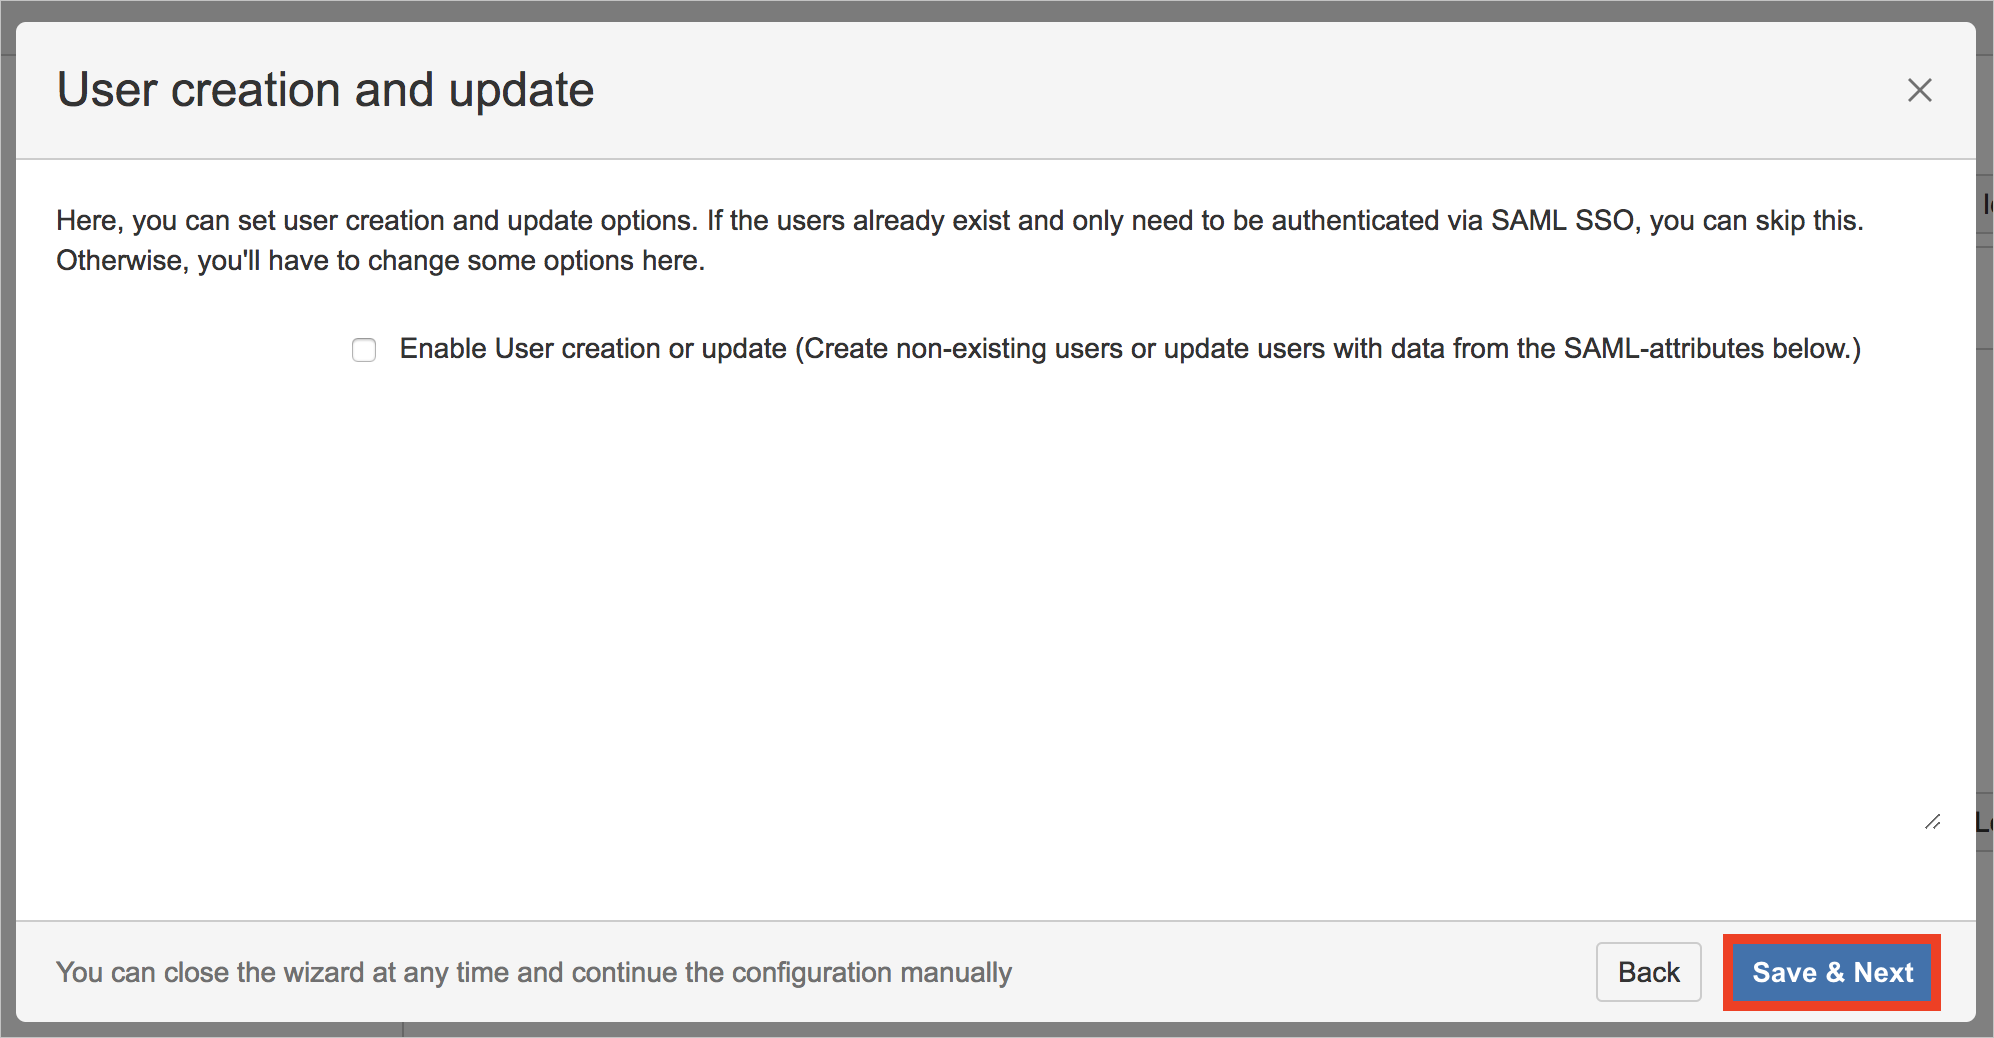 User creation and update
Here, you can set user creation and update options. If the users already exist and only need to be authenticated via SAML SSO, you can skip this.
Otherwise, you'll have to change some options here.
Enable User creation or update (Create non-existing users or update users with data from the SAML-attributes below.)
You can close the wizard at any time and continue the configuration manually
Back
Save & Next